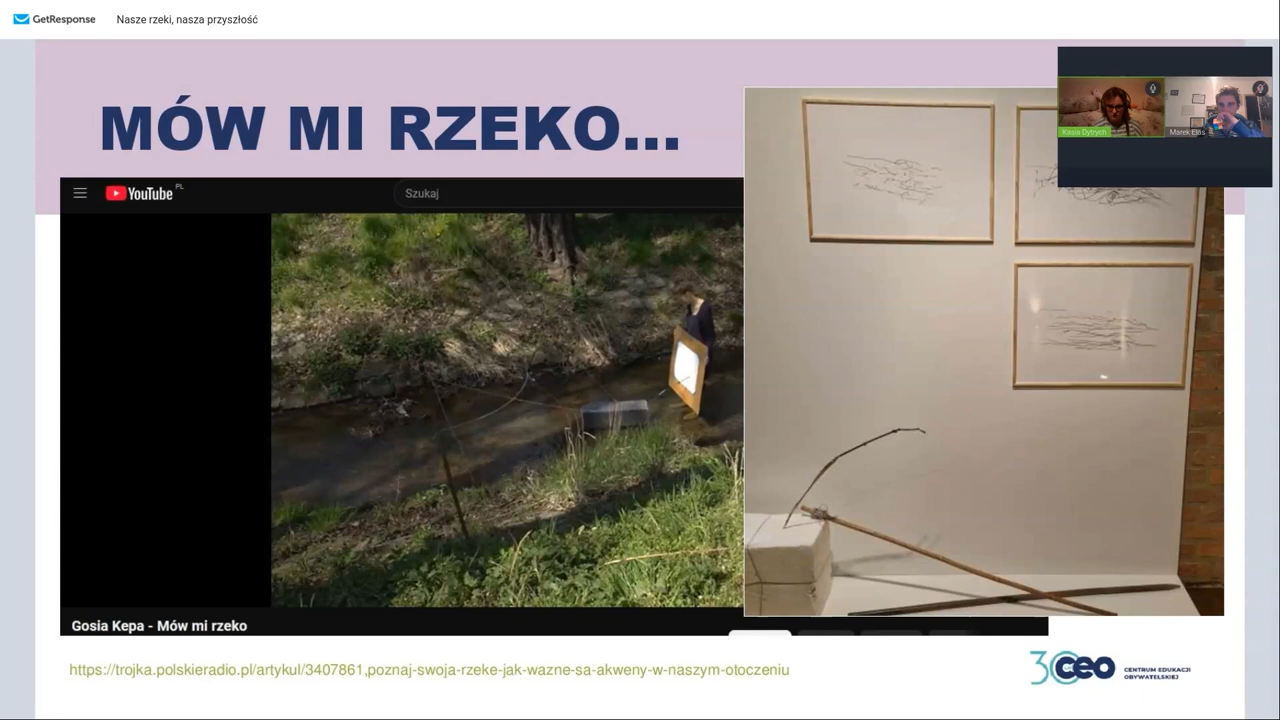 GetResponse
Nasze rzeki, nasza przyszłość
MÓW MI RZEKO...
Kasia Dytrych
Marek Elas
YouTube PL
Szukaj
Gosia Kępa - Mów mi rzeko
https://trojka.polskieradio.pl/artykul/3407861,poznaj-swoja-rzeke-jak-wazne-sa-akweny-w-naszym-otoczeniu
30 ceo CENTRUM EDUKACJI
OBYWATELSKIEJ